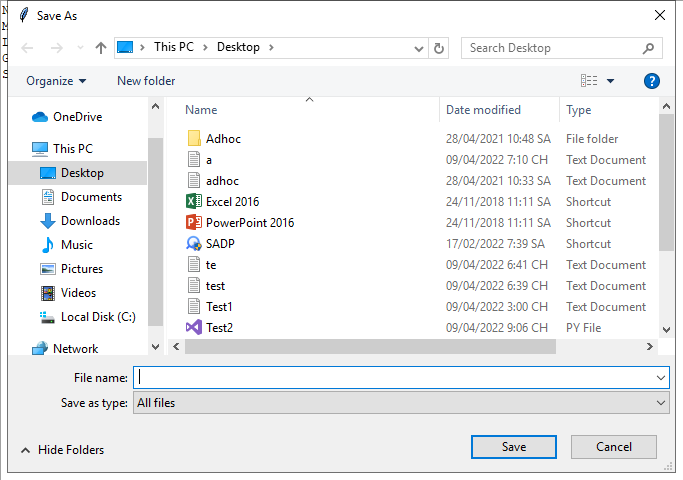 Save As
This PC
Desktop
Search Desktop
Organize
New folder
OneDrive
This PC
Desktop
Documents
Downloads
Music
Pictures
Videos
Local Disk (C:)
Network
Name Date modified Type
Adhoc 28/04/2021 10:48 SA File folder
a 09/04/2022 7:10 CH Text Document
adhoc 28/04/2021 10:33 SA Text Document
Excel 2016 24/11/2018 11:11 SA Shortcut
PowerPoint 2016 24/11/2018 11:11 SA Shortcut
SADP 17/02/2022 7:39 SA Shortcut
te 09/04/2022 6:41 CH Text Document
test 09/04/2022 6:39 CH Text Document
Test1 09/04/2022 3:00 CH Text Document
Test2 09/04/2022 9:06 CH PY File
File name:
Save as type: All files
Hide Folders
Save
Cancel